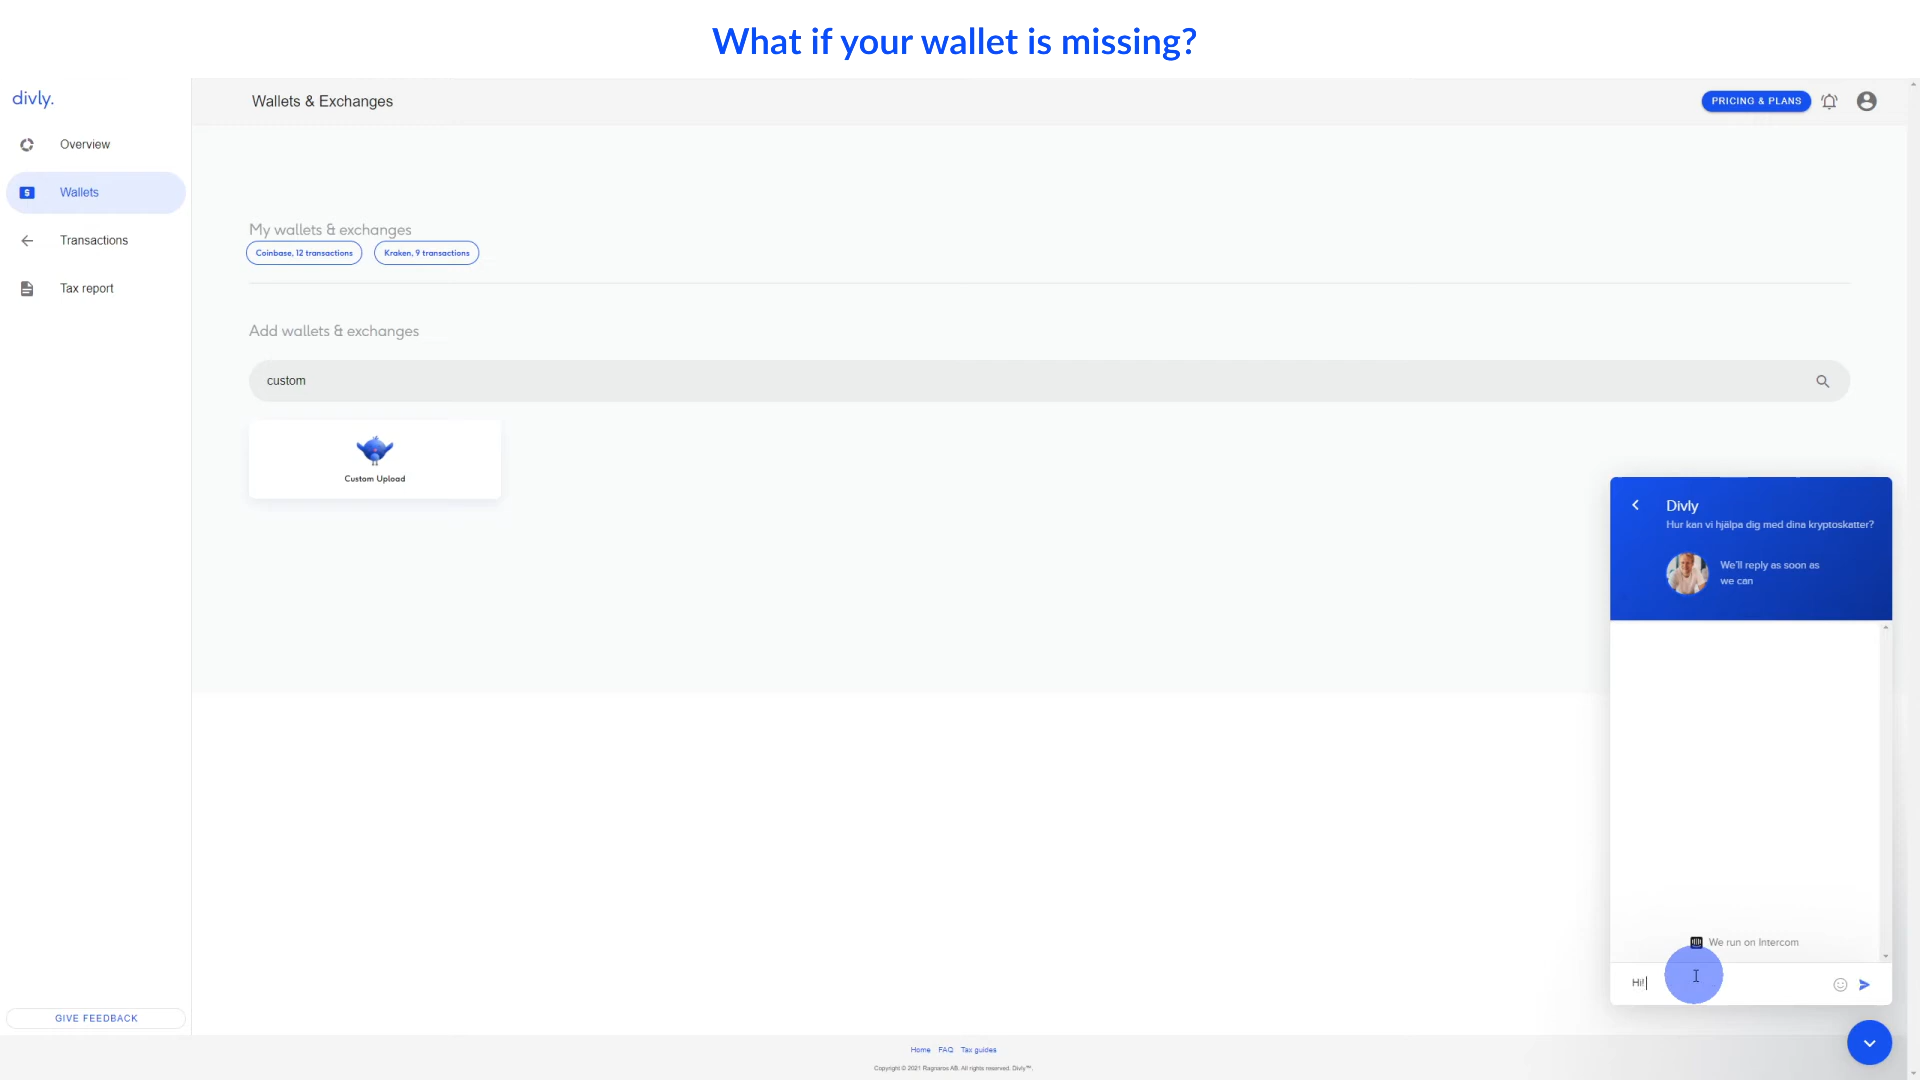 What if your wallet is missing?
divly.
Wallets & Exchanges
PRICING & PLANS
Overview
Wallets
Transactions
Tax report
My wallets & exchanges
Coinbase, 12 transactions
Kraken, 9 transactions
Add wallets & exchanges
custom
Custom Upload
Divly
Hur kan vi hjälpa dig med dina kryptoskatter?
We'll reply as soon as
we can
We run on Intercom
Hi!
GIVE FEEDBACK
Home FAQ Tax guides
Copyright © 2021 Ragnaros AB. All rights reserved. Divly™.